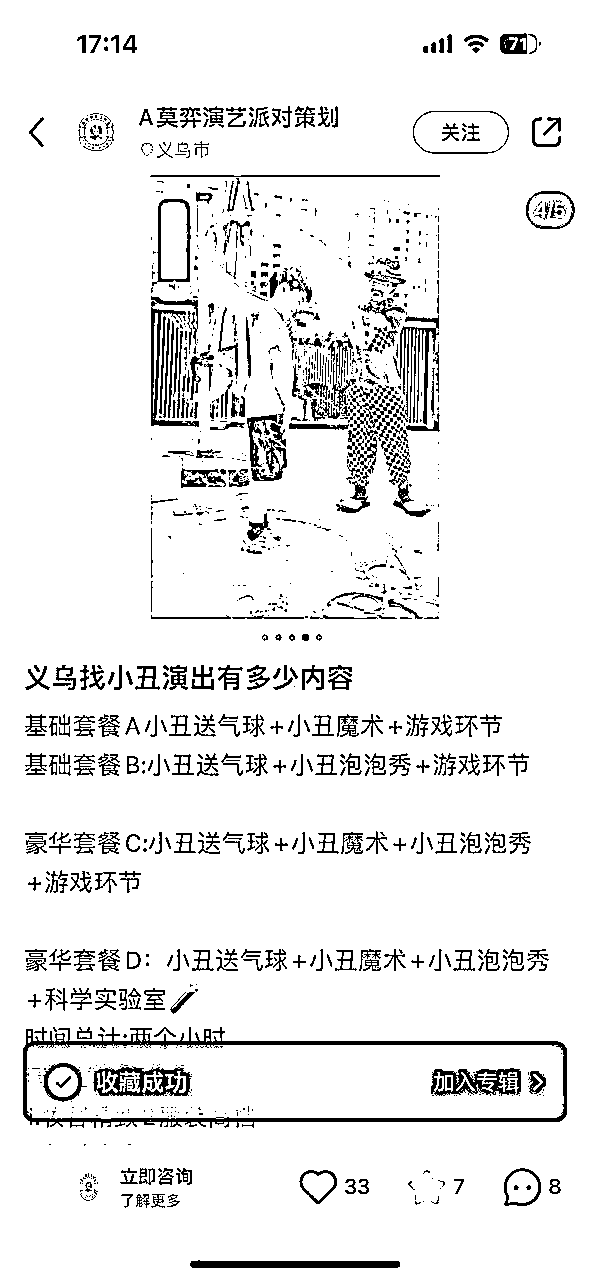 17:14
71
A莫弈演艺派对策划
义乌市
关注
4/5
义乌找小丑演出有多少内容
基础套餐A小丑送气球+小丑魔术+游戏环节
基础套餐B:小丑送气球+小丑泡泡秀+游戏环节
豪华套餐C:小丑送气球+小丑魔术+小丑泡泡秀
+游戏环节
豪华套餐D：小丑送气球+小丑魔术+小丑泡泡秀
+科学实验室🧪
时间总计:两个小时
收藏成功
加入专辑
立即咨询
了解更多
33
7
8